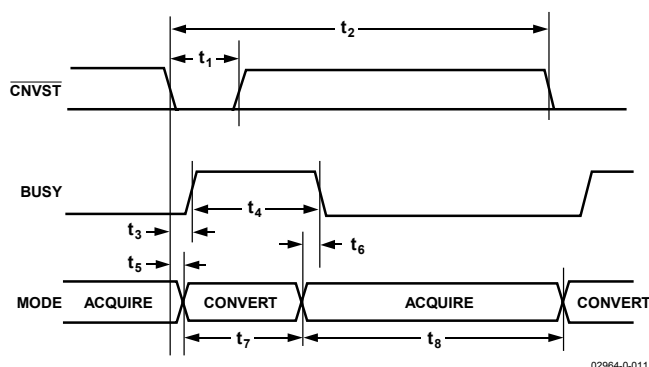 t2
t1
CNVST
BUSY
t4
t3
t6
t5
MODE ACQUIRE CONVERT ACQUIRE CONVERT
t7 t8
02964-0-011